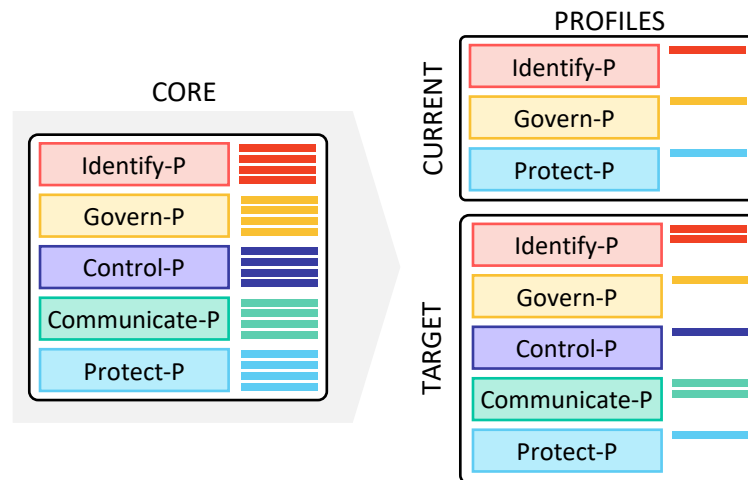 CORE
Identify-P
Govern-P
Control-P
Communicate-P
Protect-P
PROFILES
CURRENT
Identify-P
Govern-P
Protect-P
TARGET
Identify-P
Govern-P
Control-P
Communicate-P
Protect-P